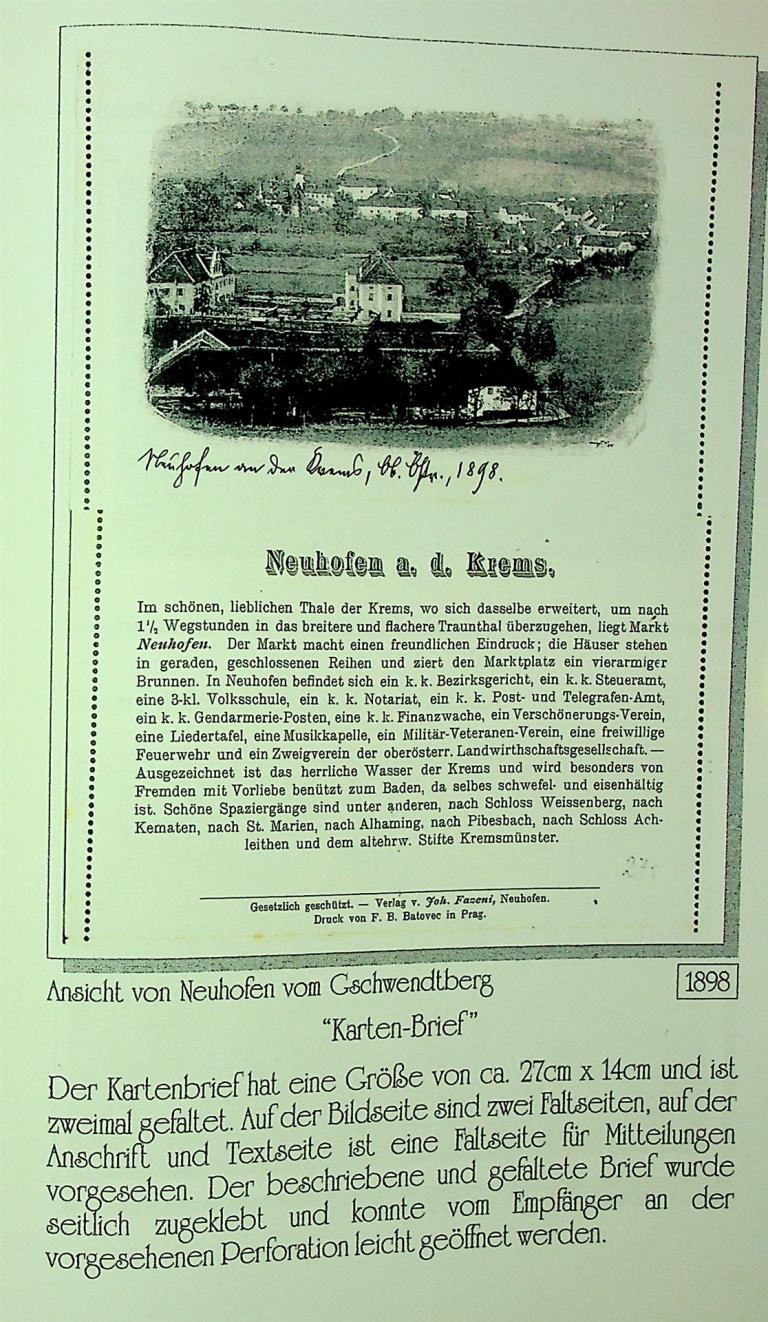 Neuhofen an der Krems, Ob. Östr., 1898.
Neuhofen a. d. Krems.
Im schönen, lieblichen Thale der Krems, wo sich dasselbe erweitert, um nach
1½ Wegstunden in das breitere und flachere Traunthal überzugehen, liegt Markt
Neuhofen. Der Markt macht einen freundlichen Eindruck; die Häuser stehen
in geraden, geschlossenen Reihen und ziert den Marktplatz ein vierarmiger
Brunnen. In Neuhofen befindet sich ein k. k. Bezirksgericht, ein k. k. Steueramt,
eine 3-kl. Volksschule, ein k. k. Notariat, ein k. k. Post- und Telegrafen-Amt,
ein k. k. Gendarmerie-Posten, eine k. k. Finanzwache, ein Verschönerungs-Verein,
eine Liedertafel, eine Musikkapelle, ein Militär-Veteranen-Verein, eine freiwillige
Feuerwehr und ein Zweigverein der oberösterr. Landwirthschaftsgesellschaft. —
Ausgezeichnet ist das herrliche Wasser der Krems und wird besonders von
Fremden mit Vorliebe benützt zum Baden, da selbes schwefel- und eisenhältig
ist. Schöne Spaziergänge sind unter anderen, nach Schloss Weissenberg, nach
Kematen, nach St. Marien, nach Alhaming, nach Pibesbach, nach Schloss Ach-
leithen und dem altehrw. Stifte Kremsmünster.
27.
Gesetzlich geschützt. — Verlag v. Joh. Fazeni, Neuhofen.
Druck von F. B. Batovec in Prag.
Ansicht von Neuhofen vom Gschwendtberg
1898
"Karten-Brief"
Der Kartenbrief hat eine Größe von ca. 27cm x 14cm und ist
zweimal gefaltet. Auf der Bildseite sind zwei Faltseiten, auf der
Anschrift und Textseite ist eine Faltseite für Mitteilungen
vorgesehen. Der beschriebene und gefaltete Brief wurde
seitlich zugeklebt und konnte vom Empfänger an der
vorgesehenen Perforation leicht geöffnet werden.